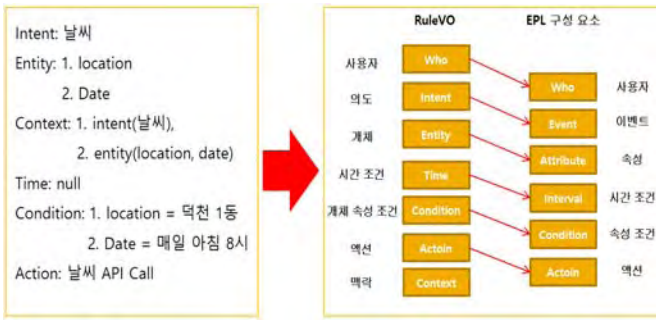 Intent: 날씨
Entity: 1. location
2. Date
Context: 1. intent(날씨),
2. entity(location, date)
Time: null
Condition: 1. location = 덕천 1동
2. Date = 매일 아침 8시
Action: 날씨 API Call
RuleVO
EPL 구성 요소
사용자
Who
Who
사용자
의도
Intent
Event
이벤트
개체
Entity
Attribute
속성
시간 조건
Time
Interval
시간 조건
개체 속성 조건
Condition
Condition
속성 조건
액션
Actoin
Actoin
액션
맥락
Context